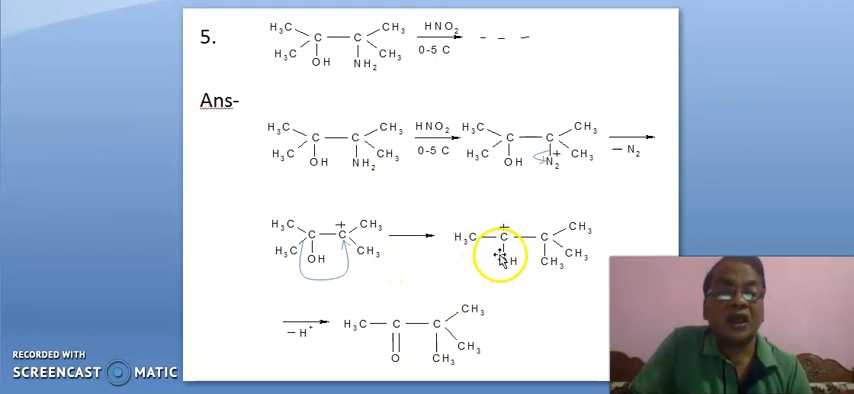 5.
H3C CH3
C C
H3C CH3
OH NH2
HNO2
0-5 C
- - -
Ans-
H3C CH3
C C
H3C CH3
OH NH2
HNO2
0-5 C
H3C CH3
C C
H3C CH3
OH N2
+
- N2
H3C + CH3
C C
H3C CH3
OH
+
H3C C C CH3
CH3
H CH3
- H+
H3C C C CH3
CH3
O CH3
RECORDED WITH
SCREENCAST MATIC